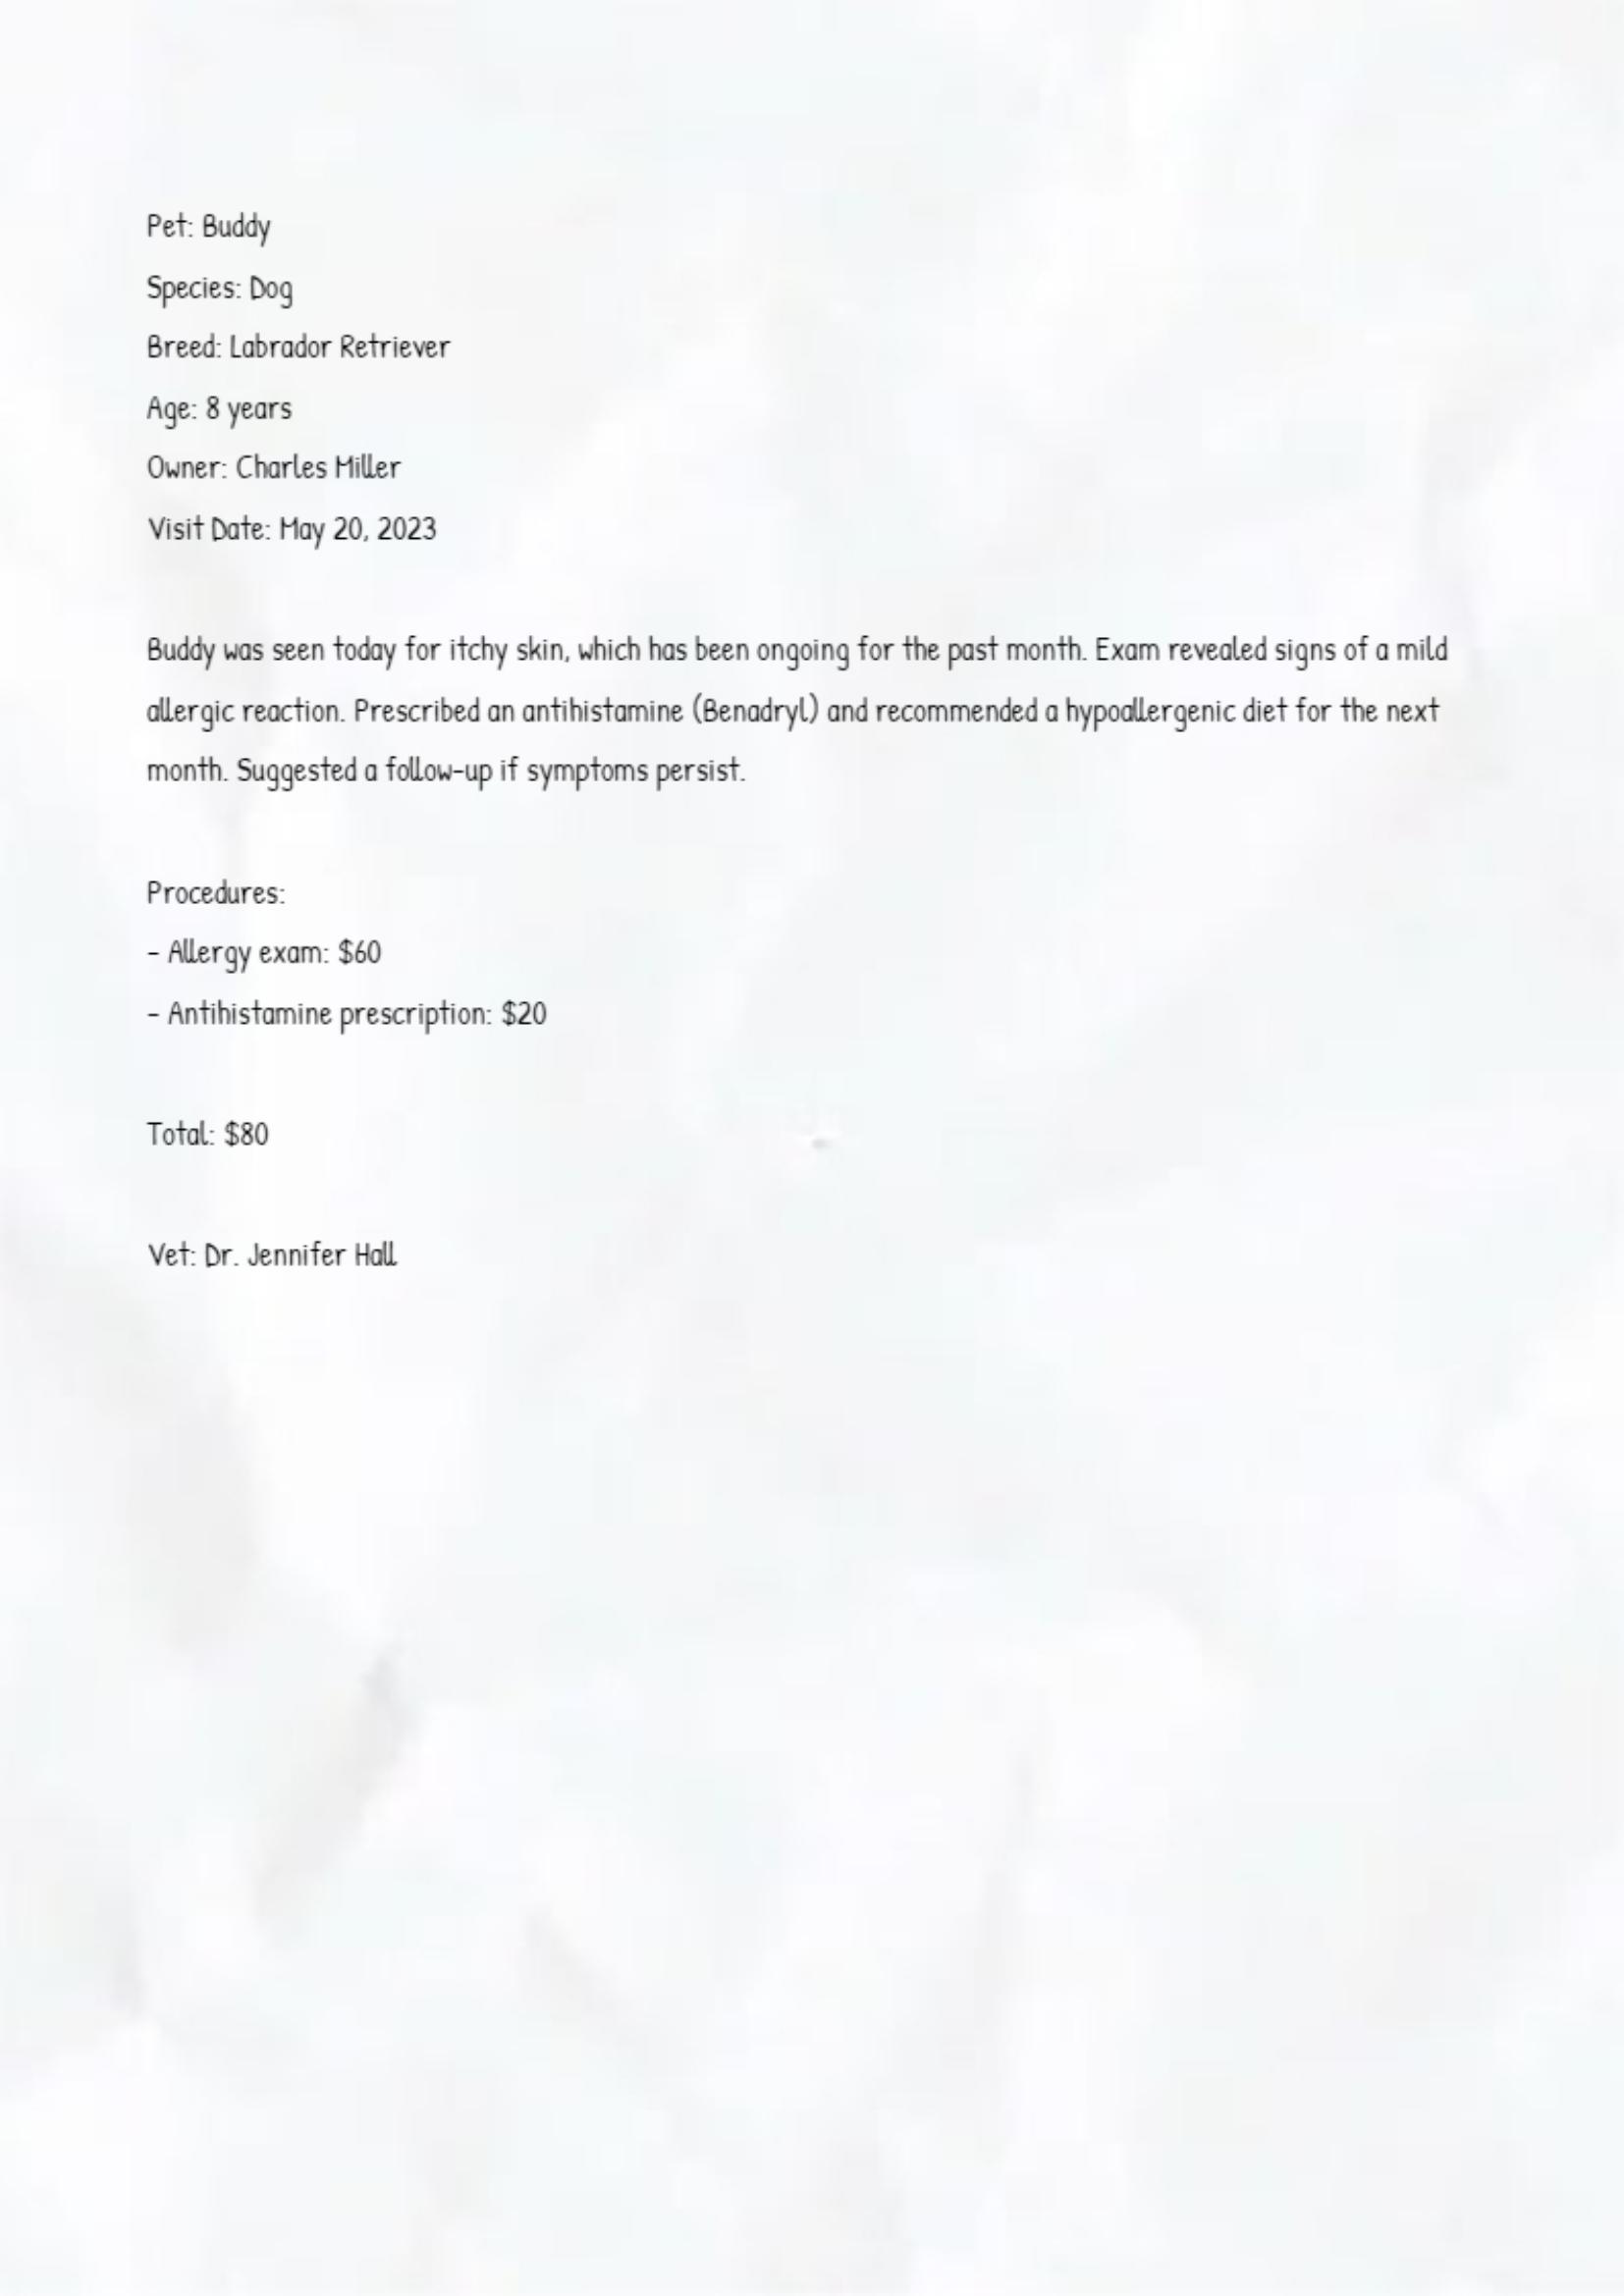 Pet: Buddy
Species: Dog
Breed: Labrador Retriever
Age: 8 years
Owner: Charles Miller
Visit Date: May 20, 2023
Buddy was seen today for itchy skin, which has been ongoing for the past month. Exam revealed signs of a mild
allergic reaction. Prescribed an antihistamine (Benadryl) and recommended a hypoallergenic diet for the next
month. Suggested a follow-up if symptoms persist.
Procedures:
- Allergy exam: $60
- Antihistamine prescription: $20
Total: $80
Vet: Dr. Jennifer Hall